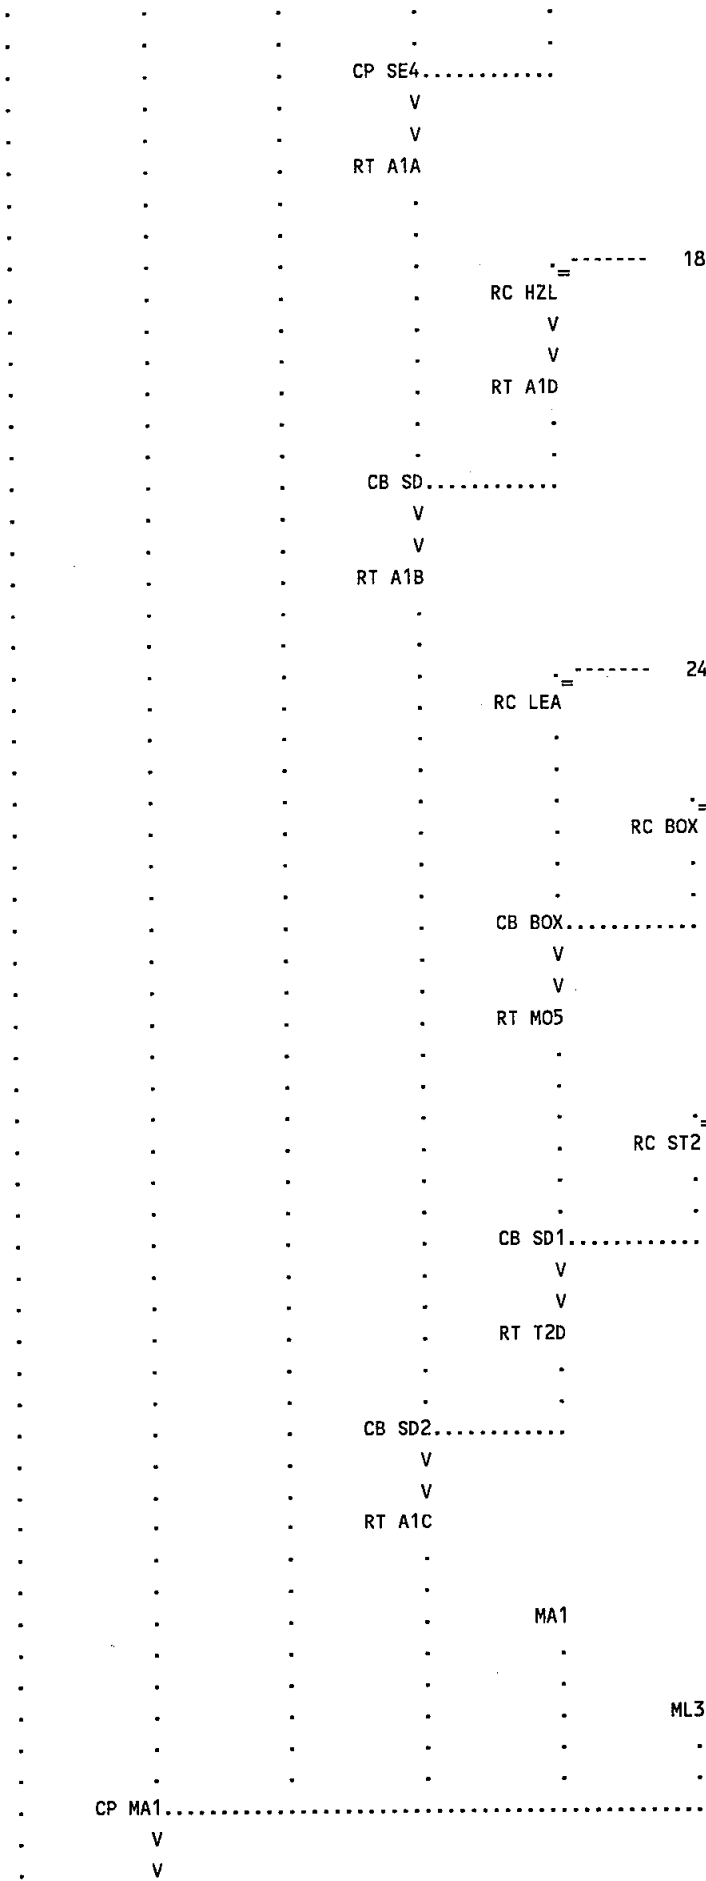 CP SE4............
V
V
RT A1A
.=------- 18
RC HZL
V
V
RT A1D
CB SD............
V
V
RT A1B
.=------- 24
RC LEA
.=
RC BOX
CB BOX............
V
V
RT MO5
.=
RC ST2
CB SD1............
V
V
RT T2D
CB SD2............
V
V
RT A1C
MA1
ML3
CP MA1................................................
V
V